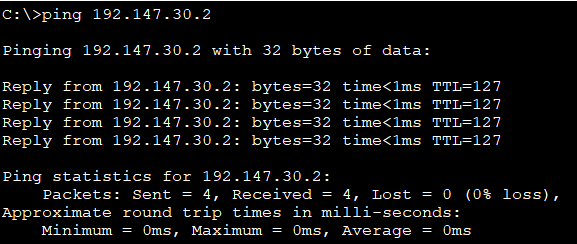 C:\>ping 192.147.30.2
Pinging 192.147.30.2 with 32 bytes of data:
Reply from 192.147.30.2: bytes=32 time<1ms TTL=127
Reply from 192.147.30.2: bytes=32 time<1ms TTL=127
Reply from 192.147.30.2: bytes=32 time<1ms TTL=127
Reply from 192.147.30.2: bytes=32 time<1ms TTL=127
Ping statistics for 192.147.30.2:
    Packets: Sent = 4, Received = 4, Lost = 0 (0% loss),
Approximate round trip times in milli-seconds:
    Minimum = 0ms, Maximum = 0ms, Average = 0ms